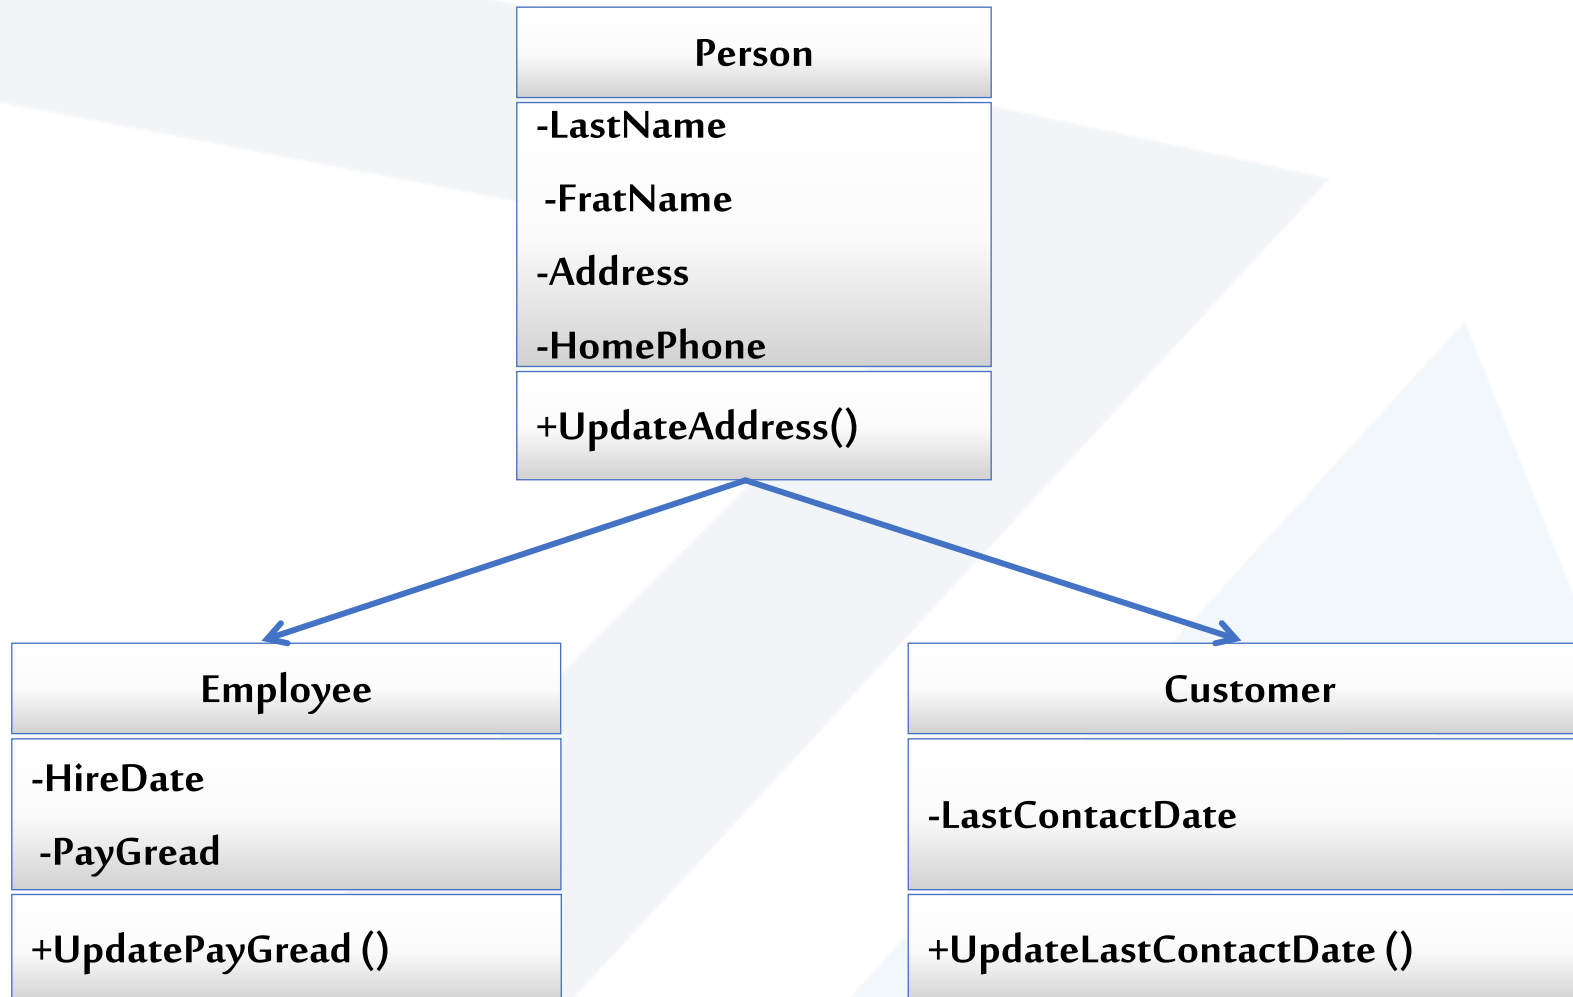 Person
-LastName
-FratName
-Address
-HomePhone
+UpdateAddress()
Employee
-HireDate
-PayGread
+UpdatePayGread ()
Customer
-LastContactDate
+UpdateLastContactDate ()